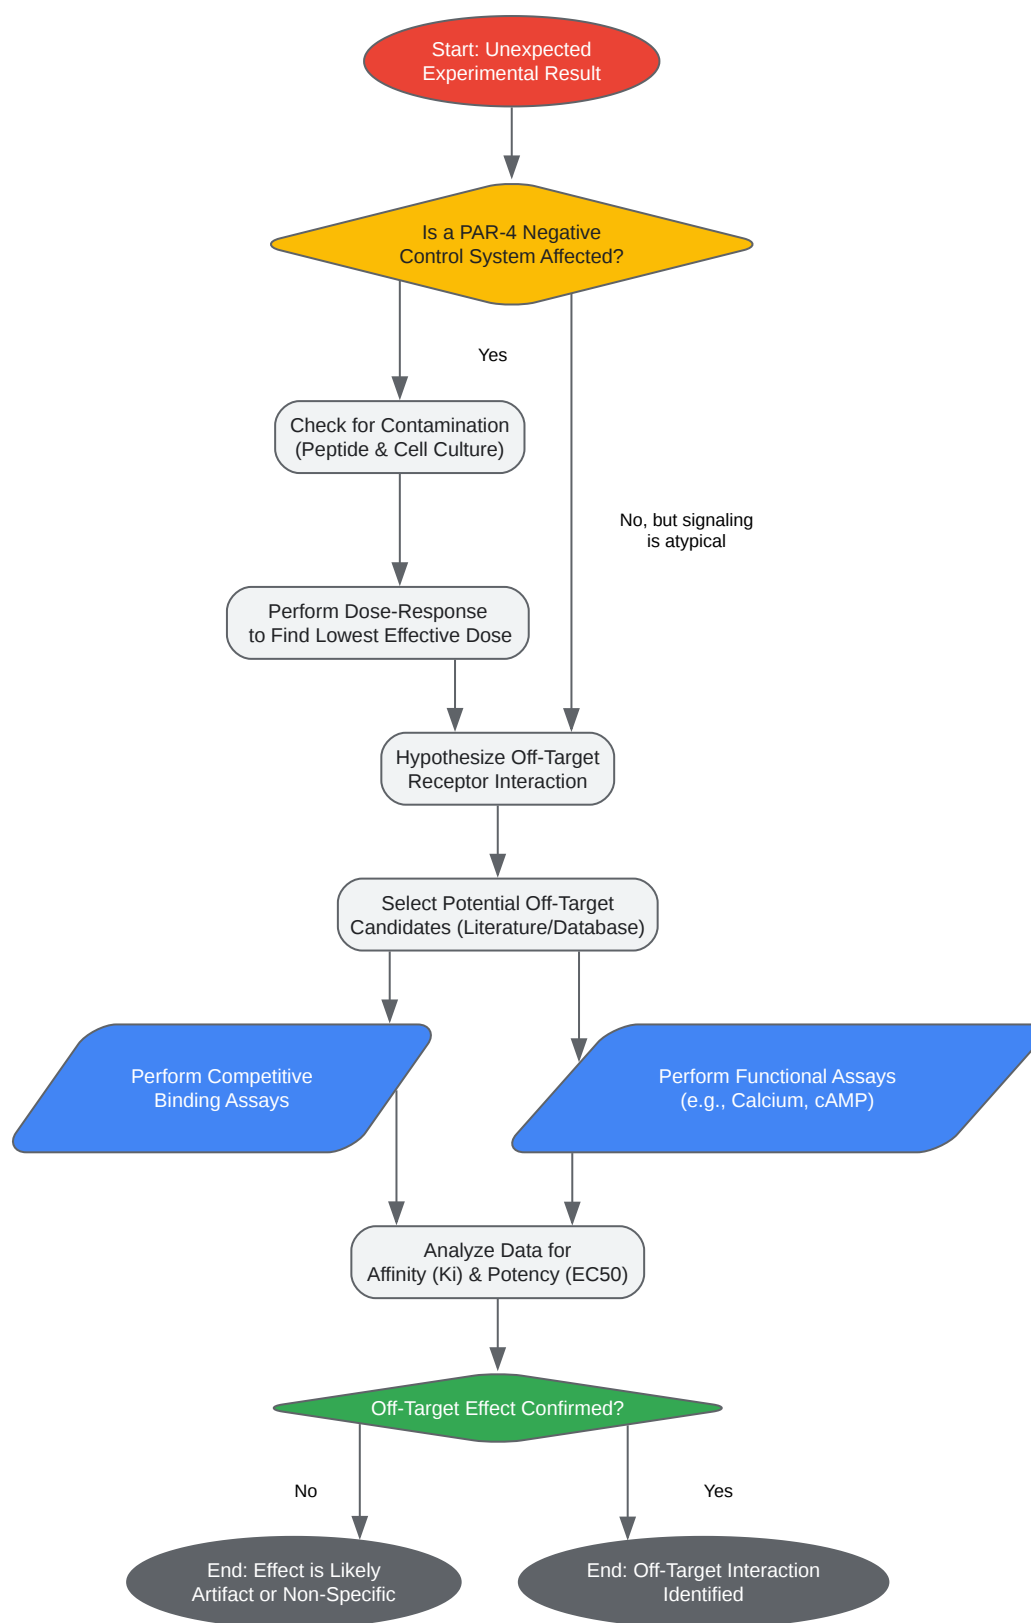 Start: Unexpected
Experimental Result
Is a PAR-4 Negative
Control System Affected?
Yes
Check for Contamination
(Peptide & Cell Culture)
No, but signaling
is atypical
Perform Dose-Response
to Find Lowest Effective Dose
Hypothesize Off-Target
Receptor Interaction
Select Potential Off-Target
Candidates (Literature/Database)
Perform Competitive
Binding Assays
Perform Functional Assays
(e.g., Calcium, cAMP)
Analyze Data for
Affinity (Ki) & Potency (EC50)
Off-Target Effect Confirmed?
No
Yes
End: Effect is Likely
Artifact or Non-Specific
End: Off-Target Interaction
Identified